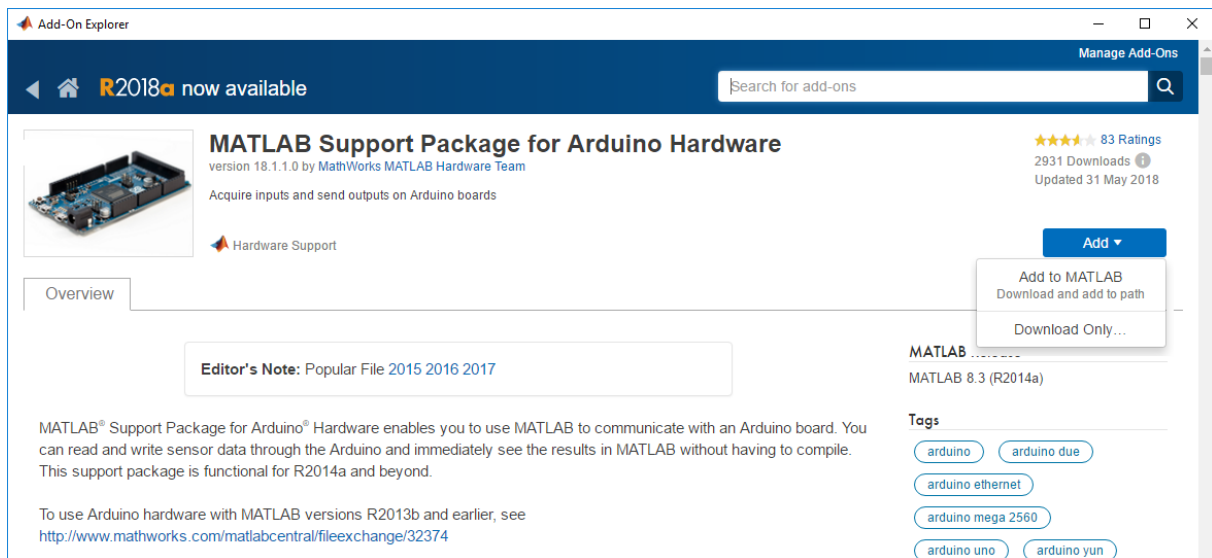 Add-On Explorer
Manage Add-Ons
R2018a now available
Search for add-ons
MATLAB Support Package for Arduino Hardware
version 18.1.1.0 by MathWorks MATLAB Hardware Team
Acquire inputs and send outputs on Arduino boards
Hardware Support
83 Ratings
2931 Downloads
Updated 31 May 2018
Add
Add to MATLAB
Download and add to path
Download Only…
Overview
Editor's Note: Popular File 2015 2016 2017
MATLAB® Support Package for Arduino® Hardware enables you to use MATLAB to communicate with an Arduino board. You
can read and write sensor data through the Arduino and immediately see the results in MATLAB without having to compile.
This support package is functional for R2014a and beyond.
To use Arduino hardware with MATLAB versions R2013b and earlier, see
http://www.mathworks.com/matlabcentral/fileexchange/32374
MATLAB Release
MATLAB 8.3 (R2014a)
Tags
arduino
arduino due
arduino ethernet
arduino mega 2560
arduino uno
arduino yun